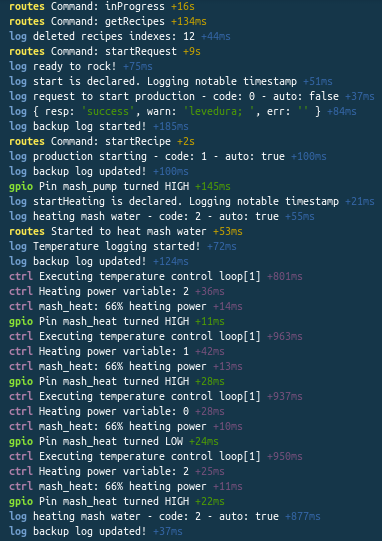 routes Command: inProgress +16s
routes Command: getRecipes +134ms
log deleted recipes indexes: 12 +44ms
routes Command: startRequest +9s
log ready to rock! +75ms
log start is declared. Logging notable timestamp +51ms
log request to start production - code: 0 - auto: false +37ms
log { resp: 'success', warn: 'levedura; ', err: '' } +84ms
log backup log started! +185ms
routes Command: startRecipe +2s
log production starting - code: 1 - auto: true +100ms
log backup log updated! +100ms
gpio Pin mash_pump turned HIGH +145ms
log startHeating is declared. Logging notable timestamp +21ms
log heating mash water - code: 2 - auto: true +55ms
routes Started to heat mash water +53ms
log Temperature logging started! +72ms
log backup log updated! +124ms
ctrl Executing temperature control loop[1] +801ms
ctrl Heating power variable: 2 +36ms
ctrl mash_heat: 66% heating power +14ms
gpio Pin mash_heat turned HIGH +11ms
ctrl Executing temperature control loop[1] +963ms
ctrl Heating power variable: 1 +42ms
ctrl mash_heat: 66% heating power +13ms
gpio Pin mash_heat turned HIGH +28ms
ctrl Executing temperature control loop[1] +937ms
ctrl Heating power variable: 0 +28ms
ctrl mash_heat: 66% heating power +10ms
gpio Pin mash_heat turned LOW +24ms
ctrl Executing temperature control loop[1] +950ms
ctrl Heating power variable: 2 +25ms
ctrl mash_heat: 66% heating power +11ms
gpio Pin mash_heat turned HIGH +22ms
log heating mash water - code: 2 - auto: true +877ms
log backup log updated! +37ms